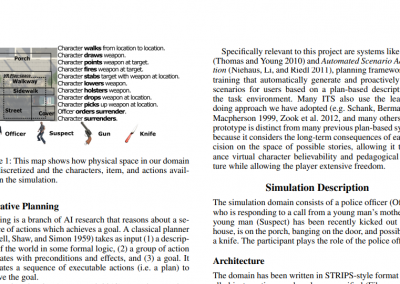 Porch
Walkway
Sidewalk
Street
Cover
Character walks from location to location.
Character draws weapon.
Character points weapon at target.
Character fires weapon at target.
Character stabs target with weapon at location.
Character lowers weapon.
Character holsters weapon.
Character drops weapon at location.
Character picks up weapon at location.
Officer orders surrender.
Character surrenders.
Officer
Suspect
Gun
Knife
1: This map shows how physical space in our domain
discretized and the characters, item, and actions avail-
n the simulation.
ative Planning
ing is a branch of AI research that reasons about a se-
e of actions which achieves a goal. A classical planner
ell, Shaw, and Simon 1959) takes as input (1) a descrip-
f the world in some formal logic, (2) a group of action
ates with preconditions and effects, and (3) a goal. It
ates a sequence of executable actions (i.e. a plan) to
ve the goal.
Specifically relevant to this project are systems like
(Thomas and Young 2010) and Automated Scenario Ad
tion (Niehaus, Li, and Riedl 2011), planning framewor
training that automatically generate and proactively
scenarios for users based on a plan-based descripti
the task environment. Many ITS also use the lear
doing approach we have adopted (e.g. Schank, Berma
Macpherson 1999, Zook et al. 2012, and many others
prototype is distinct from many previous plan-based sy
because it considers the long-term consequences of ea
cision on the space of possible stories, allowing it t
ance virtual character believability and pedagogical
ture while allowing the player extensive freedom.
Simulation Description
The simulation domain consists of a police officer (Of
who is responding to a call from a young man's mothe
young man (Suspect) has been recently kicked out
house, is on the porch, banging on the door, and possi
a knife. The participant plays the role of the police of
Architecture
The domain has been written in STRIPS-style format